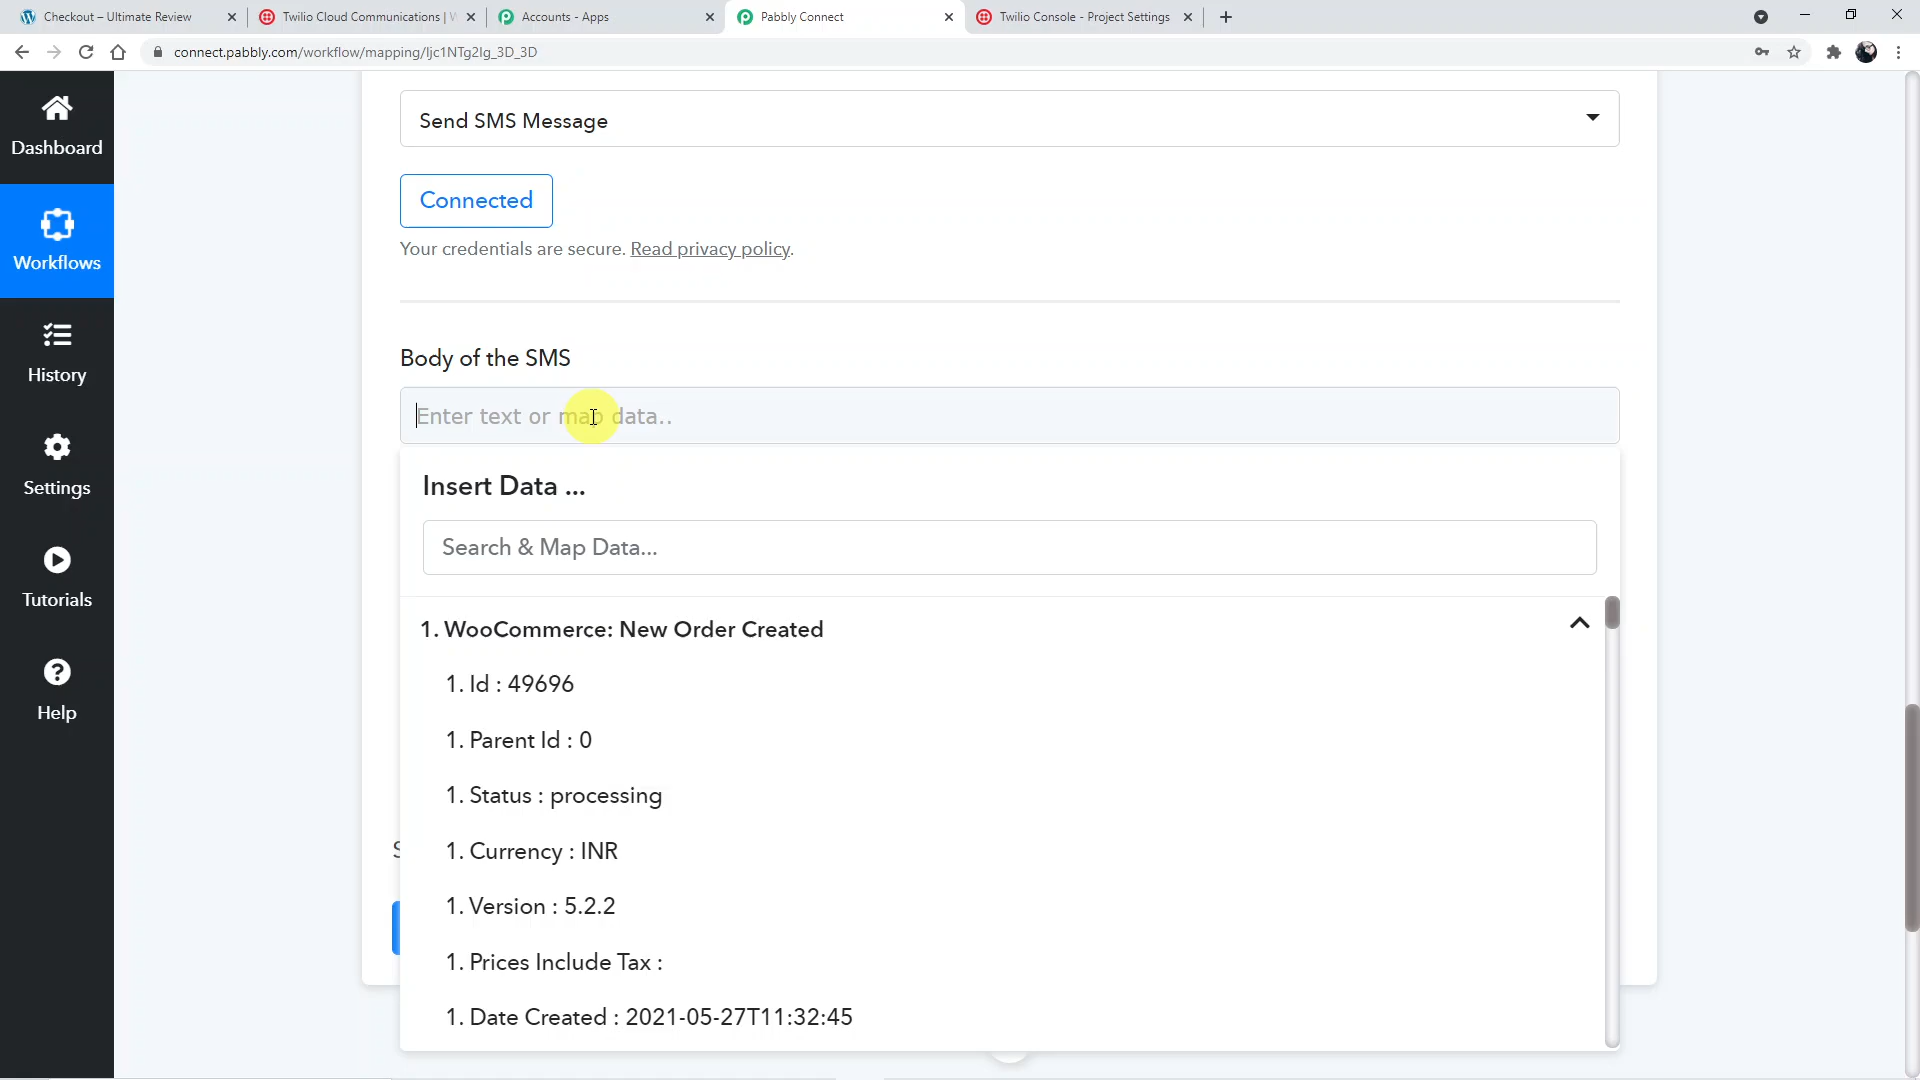 Checkout – Ultimate Review
Twilio Cloud Communications |
Accounts - Apps
Pabbly Connect
Twilio Console - Project Settings
connect.pabbly.com/workflow/mapping/Ijc1NTg2Ig_3D_3D
Dashboard
Workflows
History
Settings
Tutorials
Help
Send SMS Message
Connected
Your credentials are secure. Read privacy policy.
Body of the SMS
Enter text or map data..
Insert Data ...
Search & Map Data...
1. WooCommerce: New Order Created
1. Id : 49696
1. Parent Id : 0
1. Status : processing
1. Currency : INR
1. Version : 5.2.2
1. Prices Include Tax :
1. Date Created : 2021-05-27T11:32:45